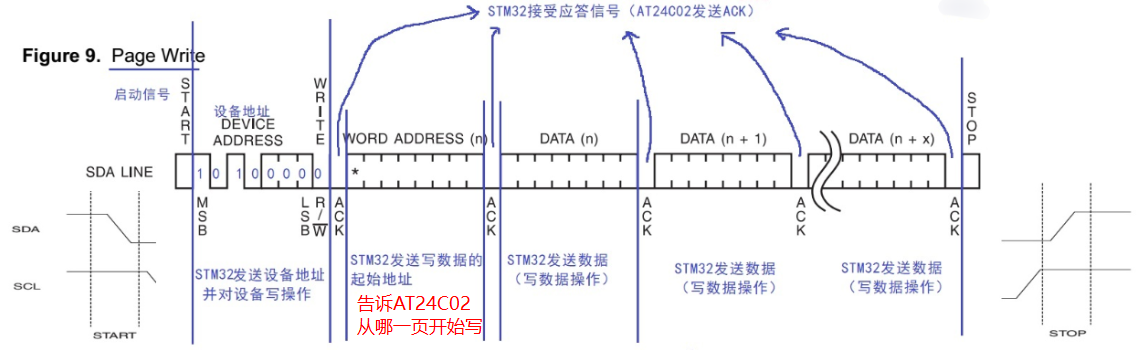 STM32接受应答信号（AT24C02发送ACK）
Figure 9. Page Write
启动信号
START
设备地址
DEVICE
ADDRESS
WRITE
WORD ADDRESS (n)
DATA (n)
DATA (n + 1)
DATA (n + x)
STOP
SDA LINE
1 0 1 0 0 0 0 0
*
MSB
LSB
R/W
ACK
ACK
ACK
ACK
ACK
SDA
SCL
START
STM32发送设备地址
并对设备写操作
STM32发送写数据的
起始地址
告诉AT24C02
从哪一页开始写
STM32发送数据
（写数据操作）
STM32发送数据
（写数据操作）
STM32发送数据
（写数据操作）
STOP